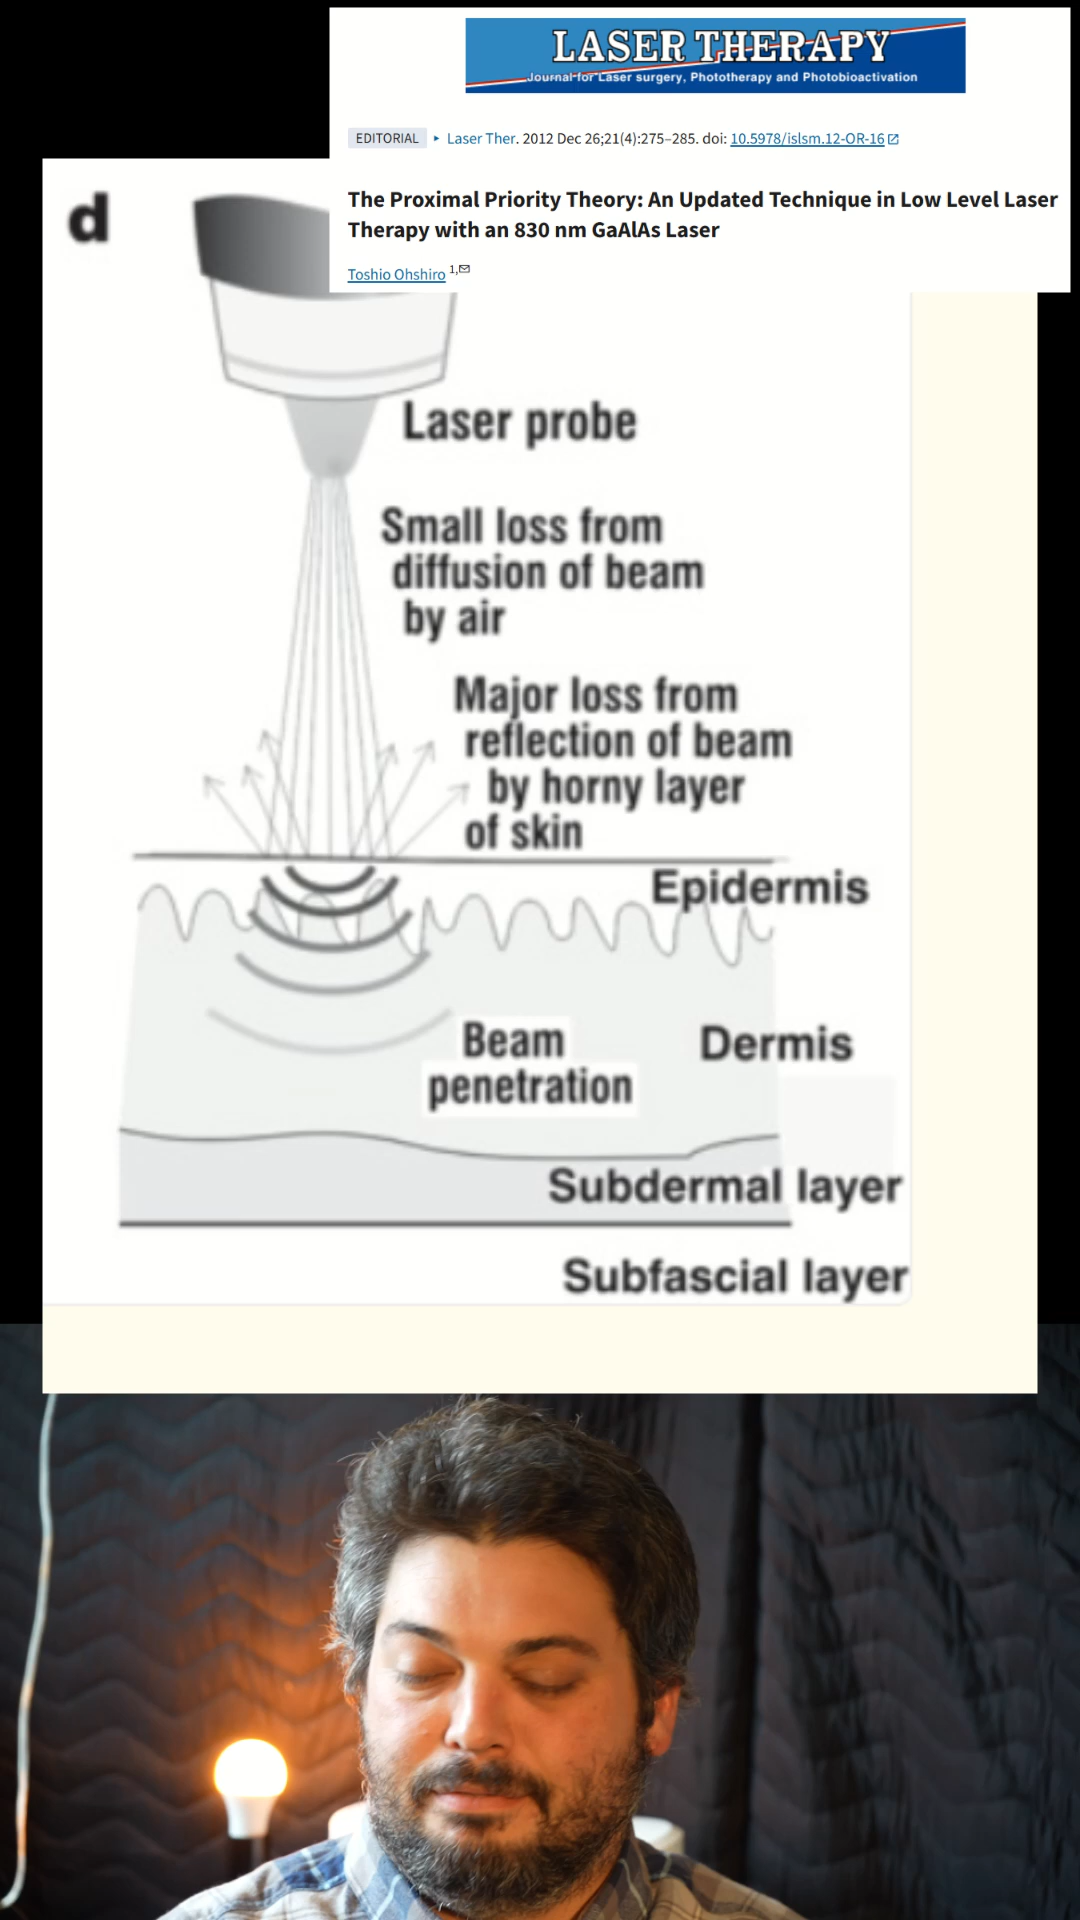 LASER THERAPY
Journal for Laser surgery, Phototherapy and Photobioactivation
EDITORIAL ▸ Laser Ther. 2012 Dec 26;21(4):275–285. doi: 10.5978/islsm.12-OR-16
The Proximal Priority Theory: An Updated Technique in Low Level Laser
Therapy with an 830 nm GaAlAs Laser
Toshio Ohshiro 1,
d
Laser probe
Small loss from
diffusion of beam
by air
Major loss from
reflection of beam
by horny layer
of skin
Epidermis
Beam
penetration
Dermis
Subdermal layer
Subfascial layer